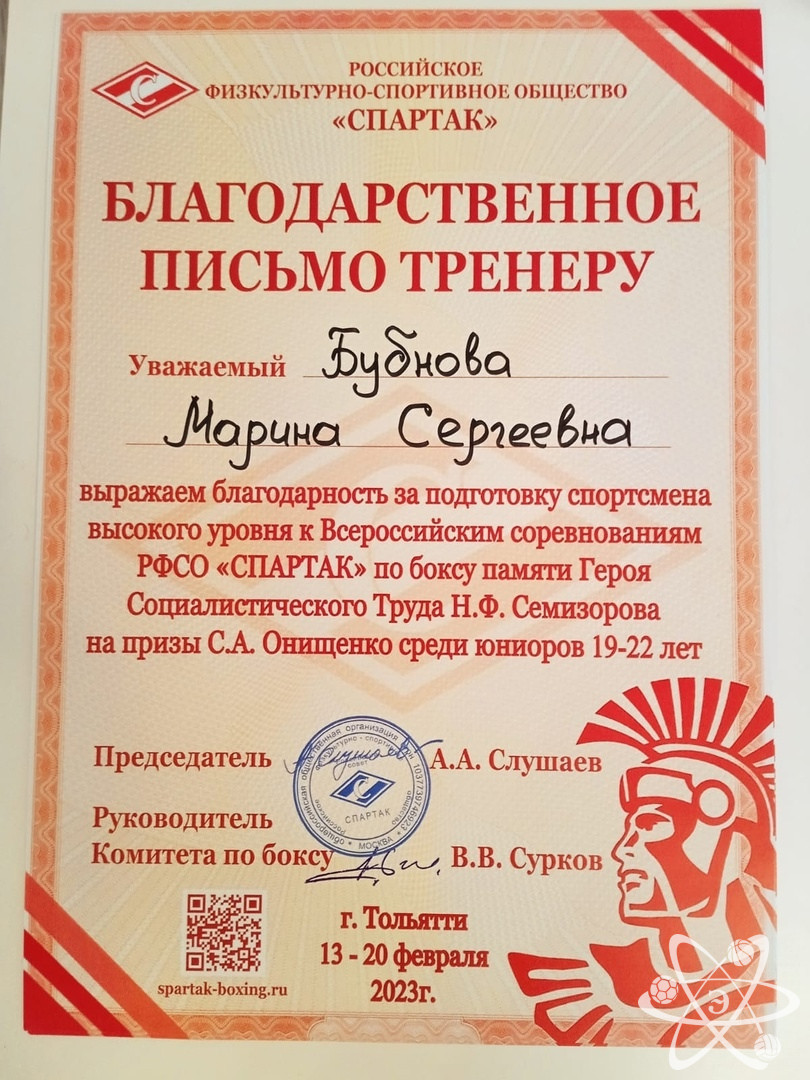 РОССИЙСКОЕ
ФИЗКУЛЬТУРНО-СПОРТИВНОЕ ОБЩЕСТВО
«СПАРТАК»
БЛАГОДАРСТВЕННОЕ
ПИСЬМО ТРЕНЕРУ
Уважаемый Бубнова
Марина Сергеевна
выражаем благодарность за подготовку спортсмена
высокого уровня к Всероссийским соревнованиям
РФСО «СПАРТАК» по боксу памяти Героя
Социалистического Труда Н.Ф. Семизорова
на призы С.А. Онищенко среди юниоров 19-22 лет
Председатель А.А. Слушаев
Руководитель
Комитета по боксу В.В. Сурков
СПАРТАК
МОСКВА
г. Тольятти
13 - 20 февраля
2023г.
spartak-boxing.ru
Э